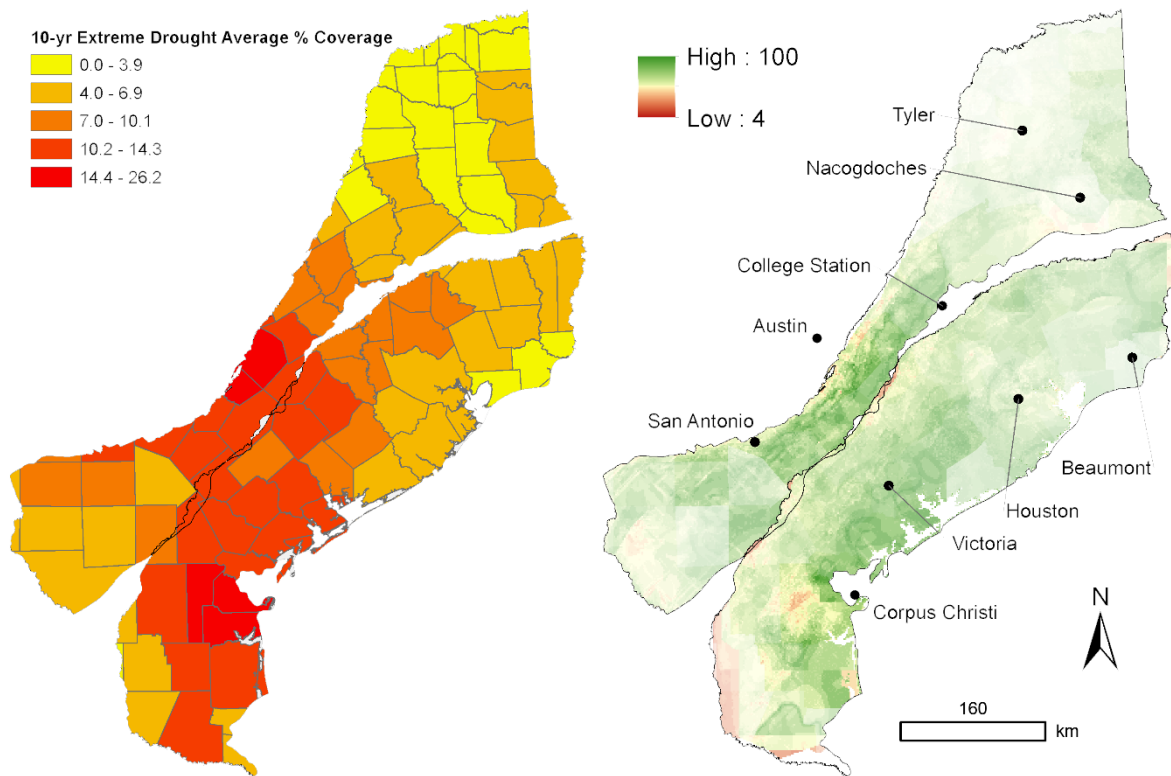 10-yr Extreme Drought Average % Coverage
0.0 - 3.9
4.0 - 6.9
7.0 - 10.1
10.2 - 14.3
14.4 - 26.2
High : 100
Low : 4
Tyler
Nacogdoches
College Station
Austin
San Antonio
Beaumont
Houston
Victoria
Corpus Christi
N
160
km